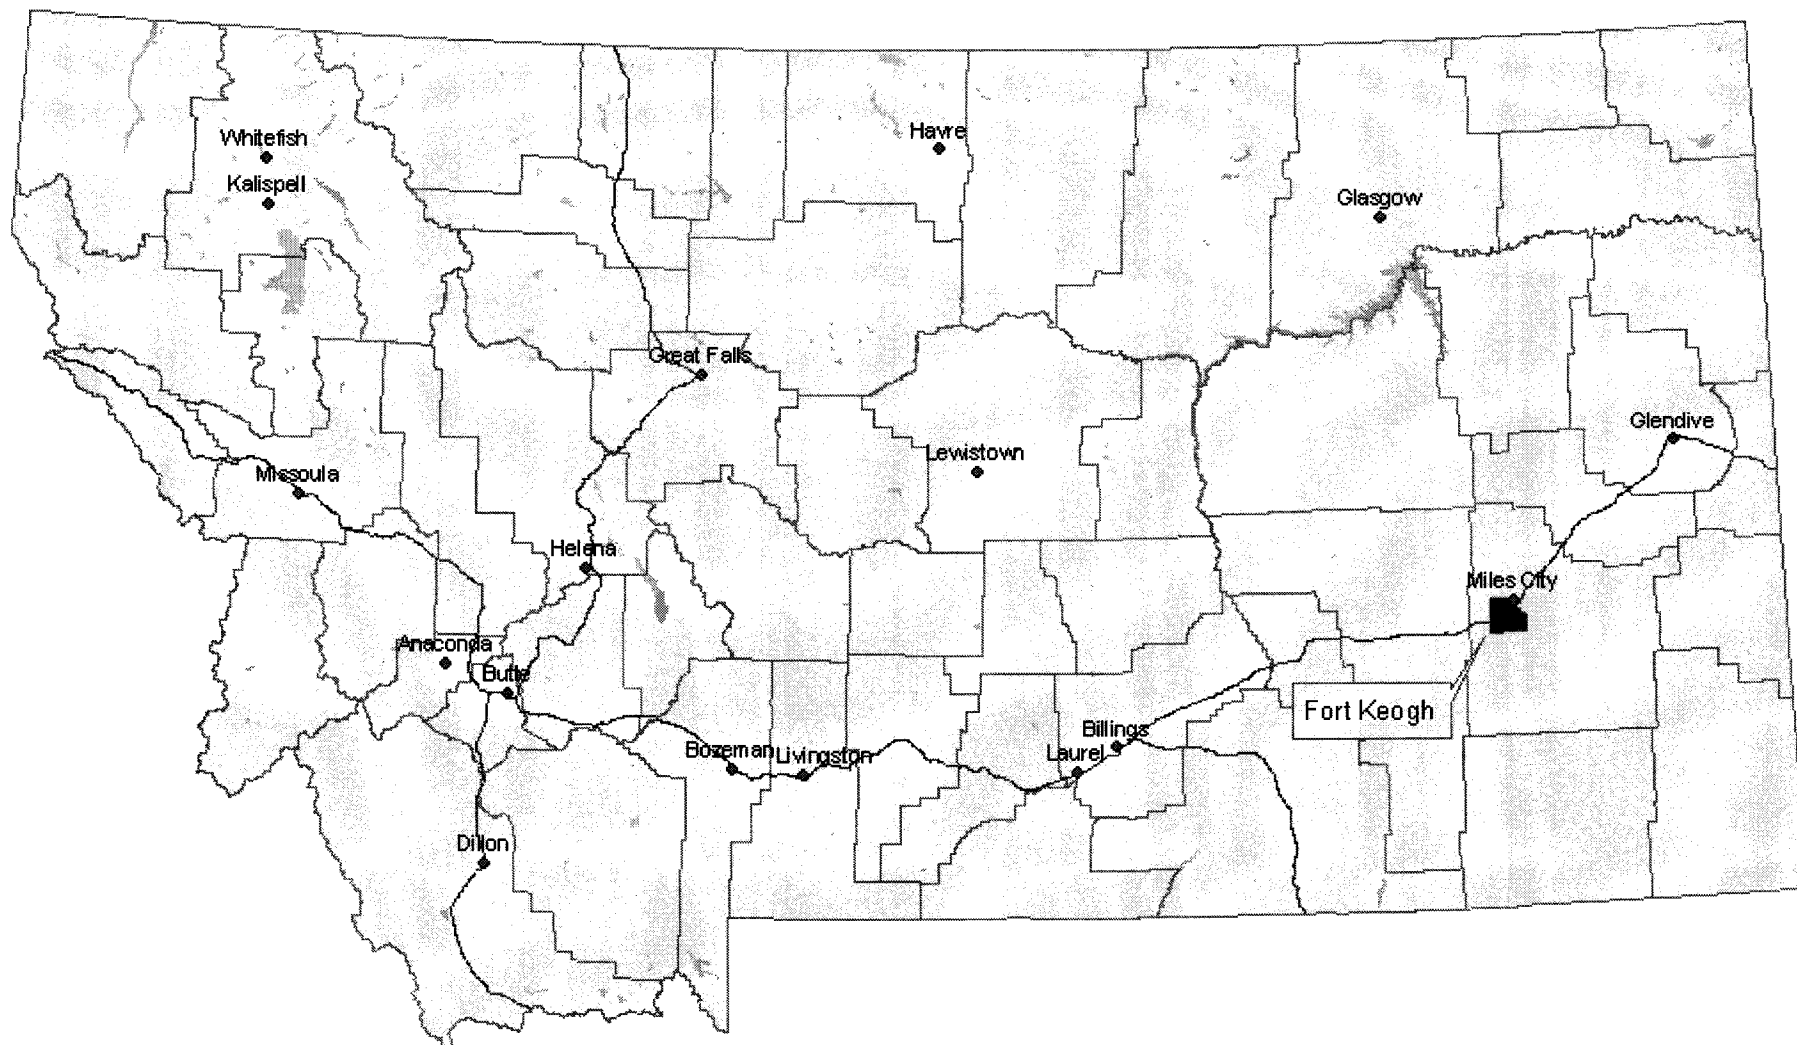 Havre
Whitefish
Kalispell
Glasgow
Great Falls
Glendive
Lewistown
Missoula
Helena
Miles City
Anaconda
Butte
Fort Keogh
Billings
Bozeman
Livingston
Laurel
Dillon